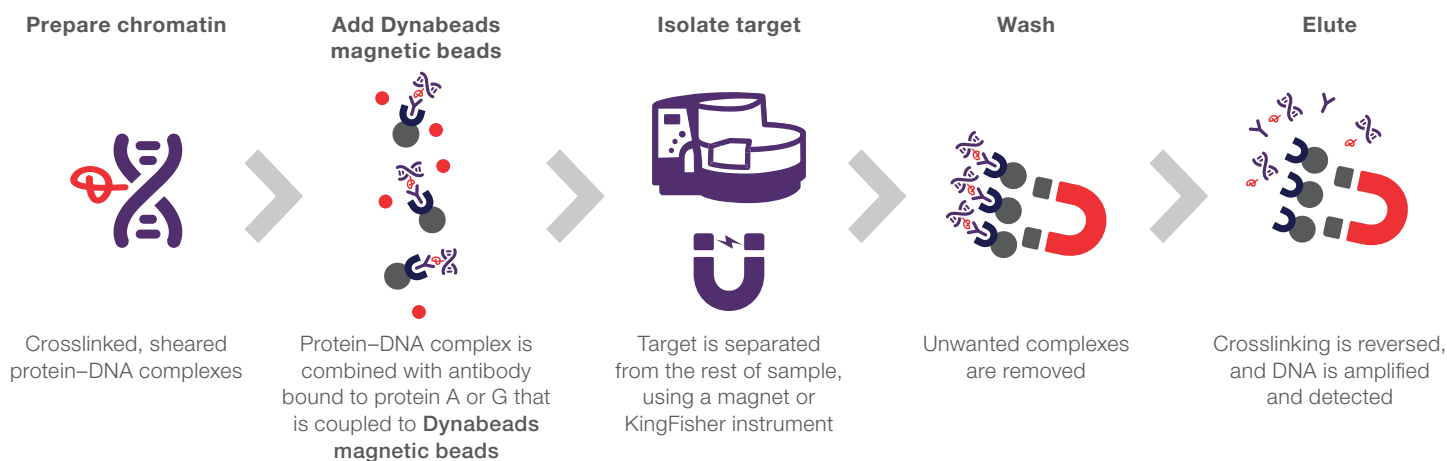 Prepare chromatin
Crosslinked, sheared
protein–DNA complexes
Add Dynabeads
magnetic beads
Protein–DNA complex is
combined with antibody
bound to protein A or G that
is coupled to Dynabeads
magnetic beads
Isolate target
Target is separated
from the rest of sample,
using a magnet or
KingFisher instrument
Wash
Unwanted complexes
are removed
Elute
Crosslinking is reversed,
and DNA is amplified
and detected